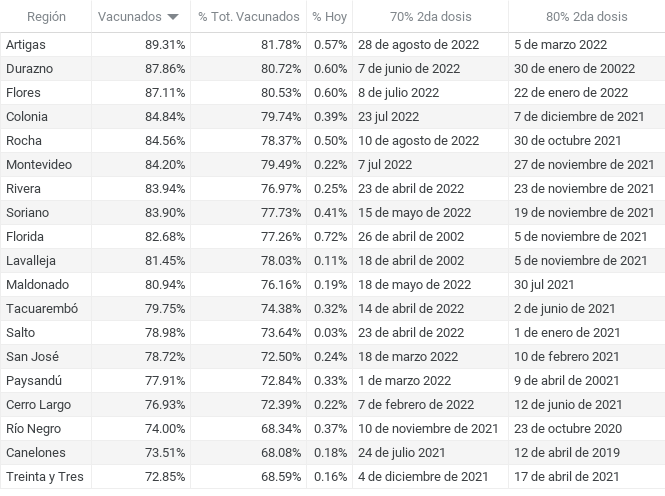 Región Vacunados % Tot. Vacunados % Hoy 70% 2da dosis 80% 2da dosis
Artigas 89.31% 81.78% 0.57% 28 de agosto de 2022 5 de marzo 2022
Durazno 87.86% 80.72% 0.60% 7 de junio de 2022 30 de enero de 20022
Flores 87.11% 80.53% 0.60% 8 de julio 2022 22 de enero de 2022
Colonia 84.84% 79.74% 0.39% 23 jul 2022 7 de diciembre de 2021
Rocha 84.56% 78.37% 0.50% 10 de agosto de 2022 30 de octubre 2021
Montevideo 84.20% 79.49% 0.22% 7 jul 2022 27 de noviembre de 2021
Rivera 83.94% 76.97% 0.25% 23 de abril de 2022 23 de noviembre de 2021
Soriano 83.90% 77.73% 0.41% 15 de mayo de 2022 19 de noviembre de 2021
Florida 82.68% 77.26% 0.72% 26 de abril de 2002 5 de noviembre de 2021
Lavalleja 81.45% 78.03% 0.11% 18 de abril de 2002 5 de noviembre de 2021
Maldonado 80.94% 76.16% 0.19% 18 de mayo de 2022 30 jul 2021
Tacuarembó 79.75% 74.38% 0.32% 14 de abril de 2022 2 de junio de 2021
Salto 78.98% 73.64% 0.03% 23 de abril de 2022 1 de enero de 2021
San José 78.72% 72.50% 0.24% 18 de marzo 2022 10 de febrero 2021
Paysandú 77.91% 72.84% 0.33% 1 de marzo 2022 9 de abril de 20021
Cerro Largo 76.93% 72.39% 0.22% 7 de febrero de 2022 12 de junio de 2021
Río Negro 74.00% 68.34% 0.37% 10 de noviembre de 2021 23 de octubre 2020
Canelones 73.51% 68.08% 0.18% 24 de julio 2021 12 de abril de 2019
Treinta y Tres 72.85% 68.59% 0.16% 4 de diciembre de 2021 17 de abril de 2021